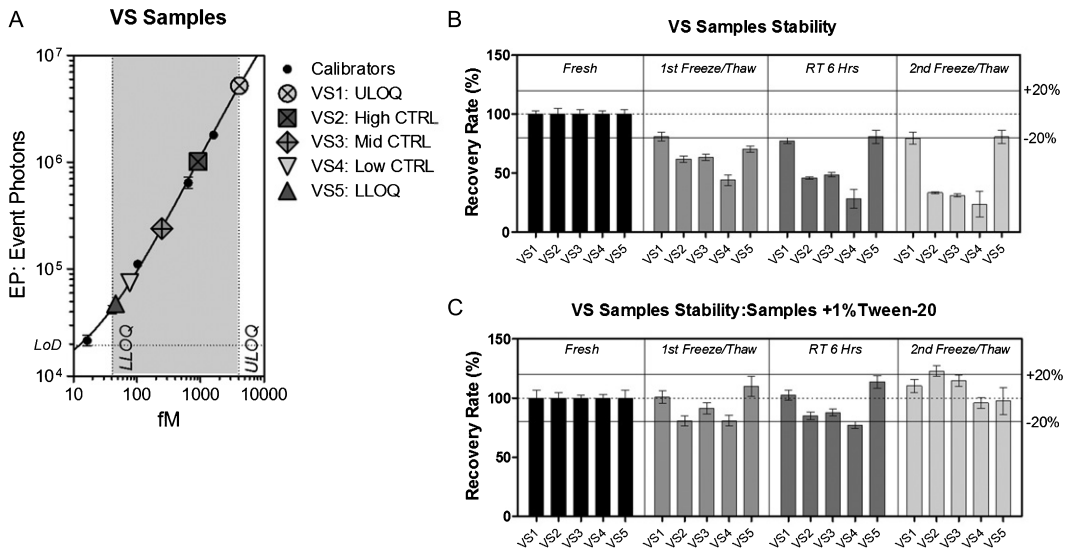 A
VS Samples
EP: Event Photons
10^7
10^6
10^5
10^4
LoD
LLOQ
ULOQ
10
100
1000
10000
fM
Calibrators
VS1: ULOQ
VS2: High CTRL
VS3: Mid CTRL
VS4: Low CTRL
VS5: LLOQ
B
VS Samples Stability
Recovery Rate (%)
150
100
50
0
Fresh
1st Freeze/Thaw
RT 6 Hrs
2nd Freeze/Thaw
+20%
-20%
VS1 VS2 VS3 VS4 VS5 VS1 VS2 VS3 VS4 VS5 VS1 VS2 VS3 VS4 VS5 VS1 VS2 VS3 VS4 VS5
C
VS Samples Stability:Samples +1%Tween-20
Recovery Rate (%)
150
100
50
0
Fresh
1st Freeze/Thaw
RT 6 Hrs
2nd Freeze/Thaw
+20%
-20%
VS1 VS2 VS3 VS4 VS5 VS1 VS2 VS3 VS4 VS5 VS1 VS2 VS3 VS4 VS5 VS1 VS2 VS3 VS4 VS5